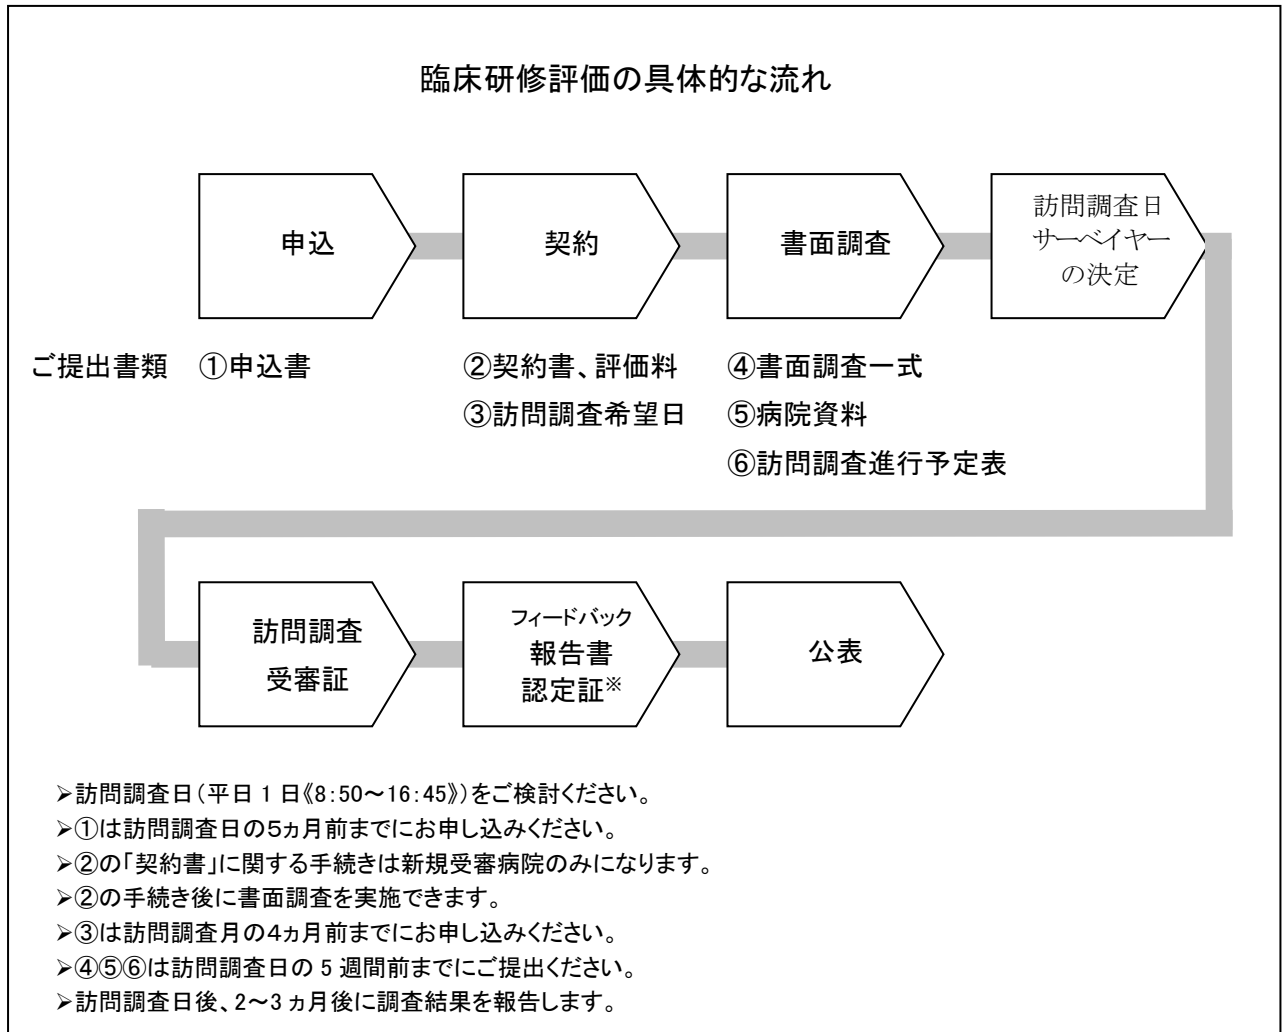 臨床研修評価の具体的な流れ
申込
契約
書面調査
訪問調査日
サーベイヤー
の決定
ご提出書類 ①申込書
②契約書、評価料
③訪問調査希望日
④書面調査一式
⑤病院資料
⑥訪問調査進行予定表
訪問調査
受審証
フィードバック
報告書
認定証※
公表
➢訪問調査日(平日 1 日《8:50～16:45》)をご検討ください。
➢①は訪問調査日の5ヵ月前までにお申し込みください。
➢②の「契約書」に関する手続きは新規受審病院のみになります。
➢②の手続き後に書面調査を実施できます。
➢③は訪問調査月の4ヵ月前までにお申し込みください。
➢④⑤⑥は訪問調査日の 5 週間前までにご提出ください。
➢訪問調査日後、2～3 ヵ月後に調査結果を報告します。